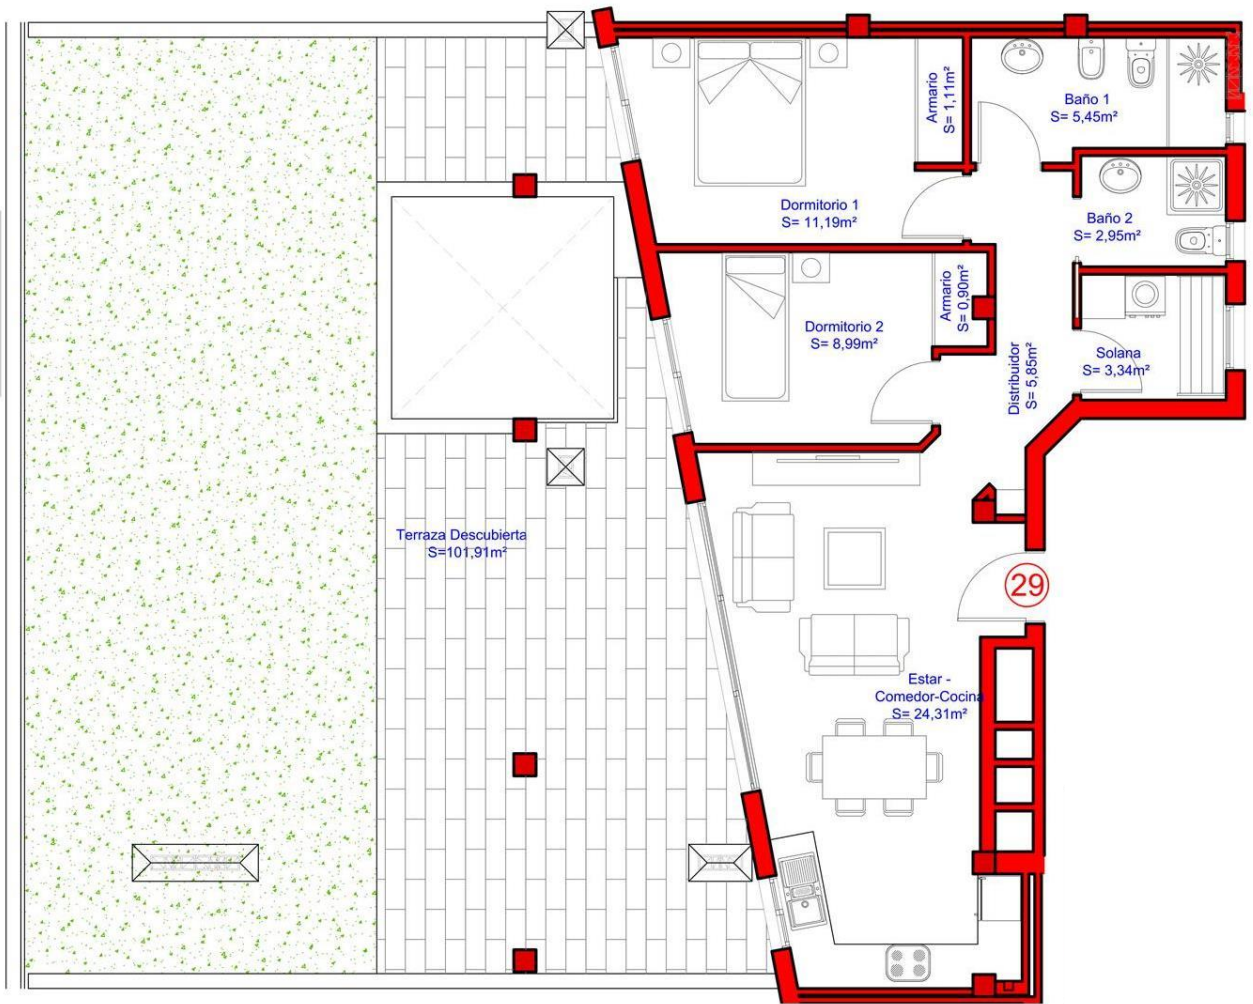 Armario
S= 1,11m²
Baño 1
S= 5,45m²
Dormitorio 1
S= 11,19m²
Baño 2
S= 2,95m²
Armario
S= 0,90m²
Dormitorio 2
S= 8,99m²
Distribuidor
S= 5,85m²
Solana
S= 3,34m²
Terraza Descubierta
S=101,91m²
29
Estar -
Comedor-Cocina
S= 24,31m²